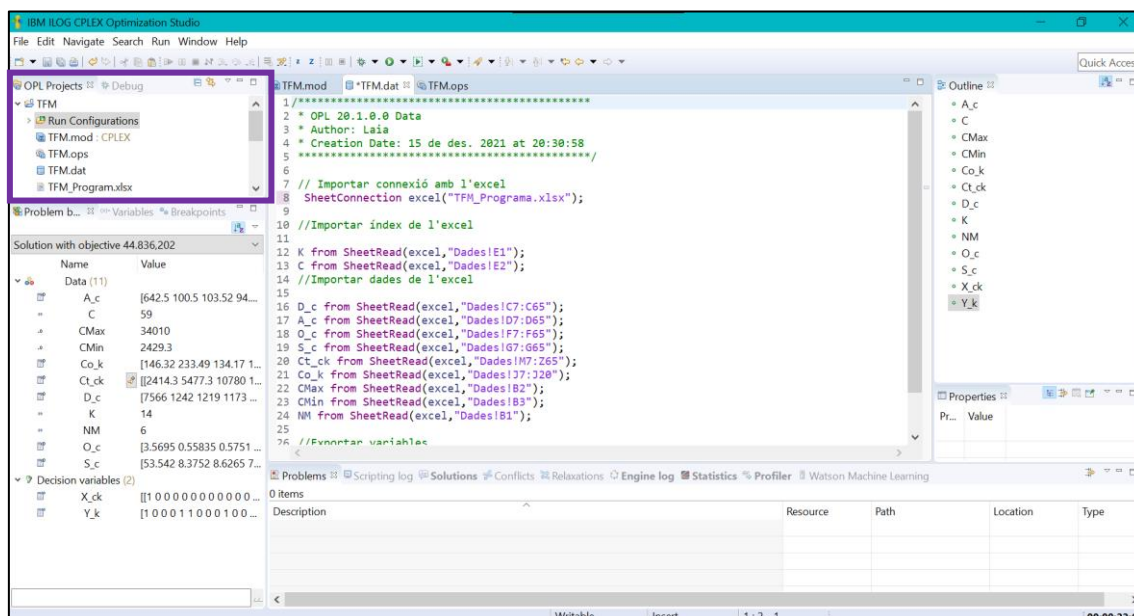 IBM ILOG CPLEX Optimization Studio
File Edit Navigate Search Run Window Help
Quick Acces
OPL Projects Debug
TFM
Run Configurations
TFM.mod : CPLEX
TFM.ops
TFM.dat
TFM_Program.xlsx
Problem b... Variables Breakpoints
Solution with objective 44.836,202
Name Value
Data (11)
A_c [642.5 100.5 103.52 94....
C 59
CMax 34010
CMin 2429.3
Co_k [146.32 233.49 134.17 1...
Ct_ck [[2414.3 5477.3 10780 1...
D_c [7566 1242 1219 1173 ...
K 14
NM 6
O_c [3.5695 0.55835 0.5751 ...
S_c [53.542 8.3752 8.6265 7...
Decision variables (2)
X_ck [[1 0 0 0 0 0 0 0 0 0 0 0 ...
Y_k [1 0 0 0 1 1 0 0 0 1 0 0 ...
TFM.mod *TFM.dat TFM.ops
1 /*********************************************
2 * OPL 20.1.0.0 Data
3 * Author: Laia
4 * Creation Date: 15 de des. 2021 at 20:30:58
5 *********************************************/
6
7 // Importar connexió amb l'excel
8 SheetConnection excel("TFM_Programa.xlsx");
9
10 //Importar índex de l'excel
11
12 K from SheetRead(excel,"Dades!E1");
13 C from SheetRead(excel,"Dades!E2");
14 //Importar dades de l'excel
15
16 D_c from SheetRead(excel,"Dades!C7:C65");
17 A_c from SheetRead(excel,"Dades!D7:D65");
18 O_c from SheetRead(excel,"Dades!F7:F65");
19 S_c from SheetRead(excel,"Dades!G7:G65");
20 Ct_ck from SheetRead(excel,"Dades!M7:Z65");
21 Co_k from SheetRead(excel,"Dades!J7:J20");
22 CMax from SheetRead(excel,"Dades!B2");
23 CMin from SheetRead(excel,"Dades!B3");
24 NM from SheetRead(excel,"Dades!B1");
25
26 //Exportar variables
Outline
A_c
C
CMax
CMin
Co_k
Ct_ck
D_c
K
NM
O_c
S_c
X_ck
Y_k
Properties
Pr... Value
Problems Scripting log Solutions Conflicts Relaxations Engine log Statistics Profiler Watson Machine Learning
0 items
Description Resource Path Location Type
Writable Insert